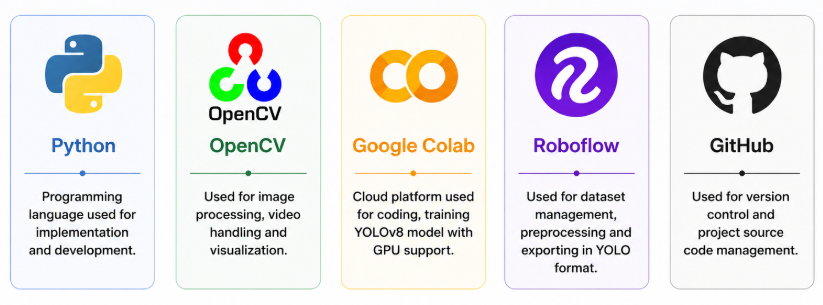 OpenCV
Python
Programming
language used for
implementation
and development.
OpenCV
Used for image
processing, video
handling and
visualization.
Google Colab
Cloud platform used
for coding, training
YOLOv8 model with
GPU support.
Roboflow
Used for dataset
management,
preprocessing and
exporting in YOLO
format.
GitHub
Used for version
control and
project source
code management.